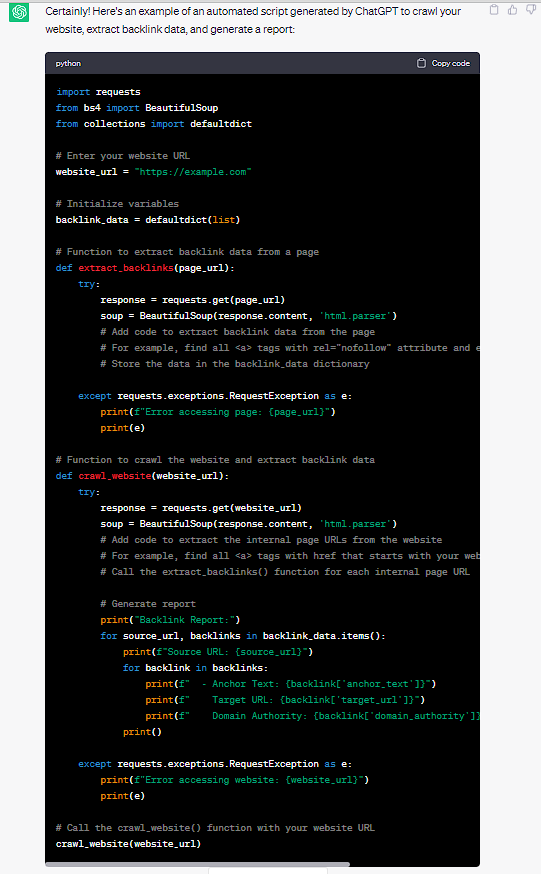 Certainly! Here's an example of an automated script generated by ChatGPT to crawl your
website, extract backlink data, and generate a report:
python
Copy code
import requests
from bs4 import BeautifulSoup
from collections import defaultdict
# Enter your website URL
website_url = "https://example.com"
# Initialize variables
backlink_data = defaultdict(list)
# Function to extract backlink data from a page
def extract_backlinks(page_url):
try:
response = requests.get(page_url)
soup = BeautifulSoup(response.content, 'html.parser')
# Add code to extract backlink data from the page
# For example, find all <a> tags with rel="nofollow" attribute and e
# Store the data in the backlink_data dictionary
except requests.exceptions.RequestException as e:
print(f"Error accessing page: {page_url}")
print(e)
# Function to crawl the website and extract backlink data
def crawl_website(website_url):
try:
response = requests.get(website_url)
soup = BeautifulSoup(response.content, 'html.parser')
# Add code to extract the internal page URLs from the website
# For example, find all <a> tags with href that starts with your web
# Call the extract_backlinks() function for each internal page URL
# Generate report
print("Backlink Report:")
for source_url, backlinks in backlink_data.items():
print(f"Source URL: {source_url}")
for backlink in backlinks:
print(f"  - Anchor Text: {backlink['anchor_text']}")
print(f"    Target URL: {backlink['target_url']}")
print(f"    Domain Authority: {backlink['domain_authority']}
print()
except requests.exceptions.RequestException as e:
print(f"Error accessing website: {website_url}")
print(e)
# Call the crawl_website() function with your website URL
crawl_website(website_url)